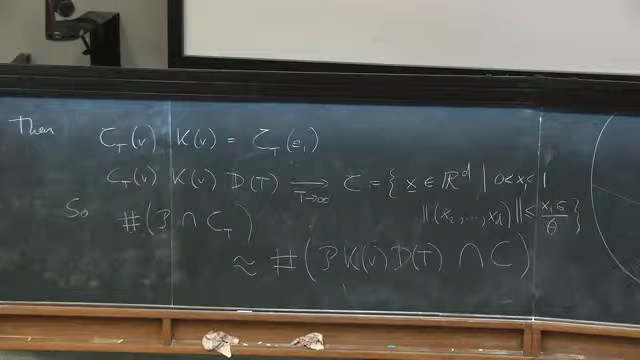 Then C_T(v) K(v) = C_T(e_1)
C_T(v) K(v) D(T) ⟹_{T→∞} C = { x ∈ ℝ^d | 0<x_1<1
‖(x_2, ..., x_d)‖ ≤ x_1 σ/θ }
So #(P ∩ C_T)
≈ #(P K(v) D(T) ∩ C)